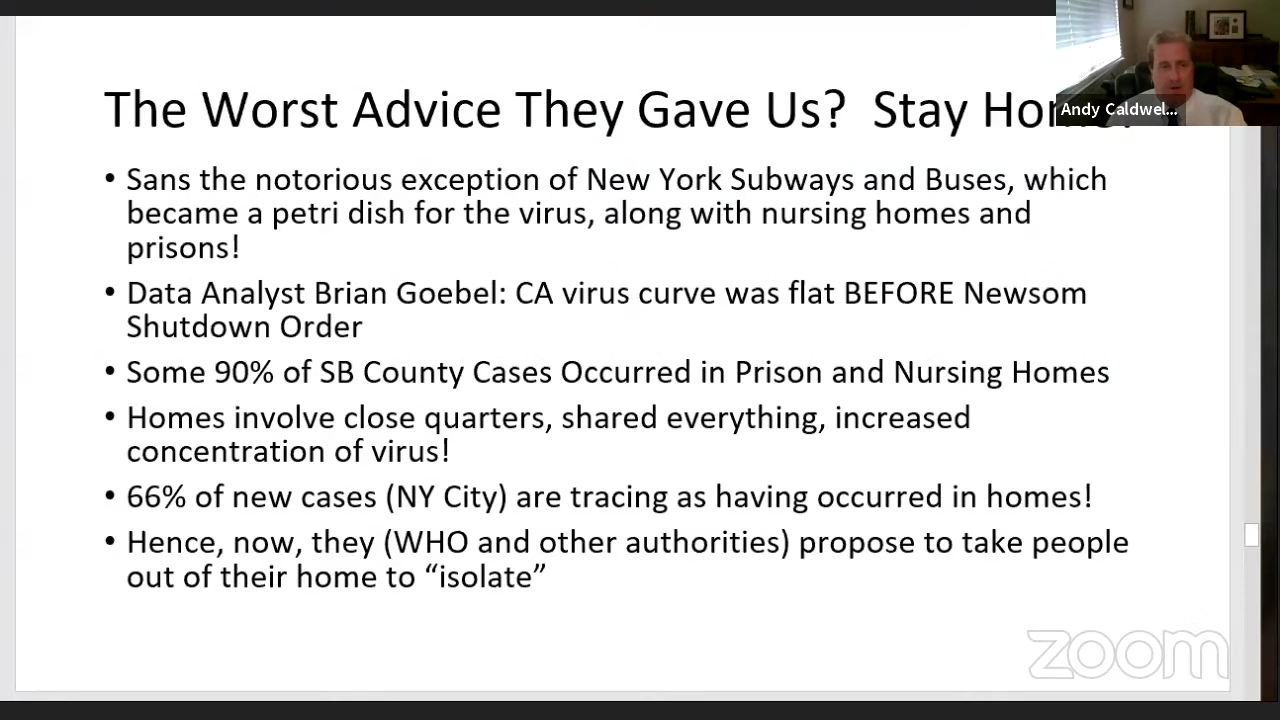 The Worst Advice They Gave Us? Stay
Andy Caldwel...
• Sans the notorious exception of New York Subways and Buses, which
became a petri dish for the virus, along with nursing homes and
prisons!
• Data Analyst Brian Goebel: CA virus curve was flat BEFORE Newsom
Shutdown Order
• Some 90% of SB County Cases Occurred in Prison and Nursing Homes
• Homes involve close quarters, shared everything, increased
concentration of virus!
• 66% of new cases (NY City) are tracing as having occurred in homes!
• Hence, now, they (WHO and other authorities) propose to take people
out of their home to “isolate”
zoom